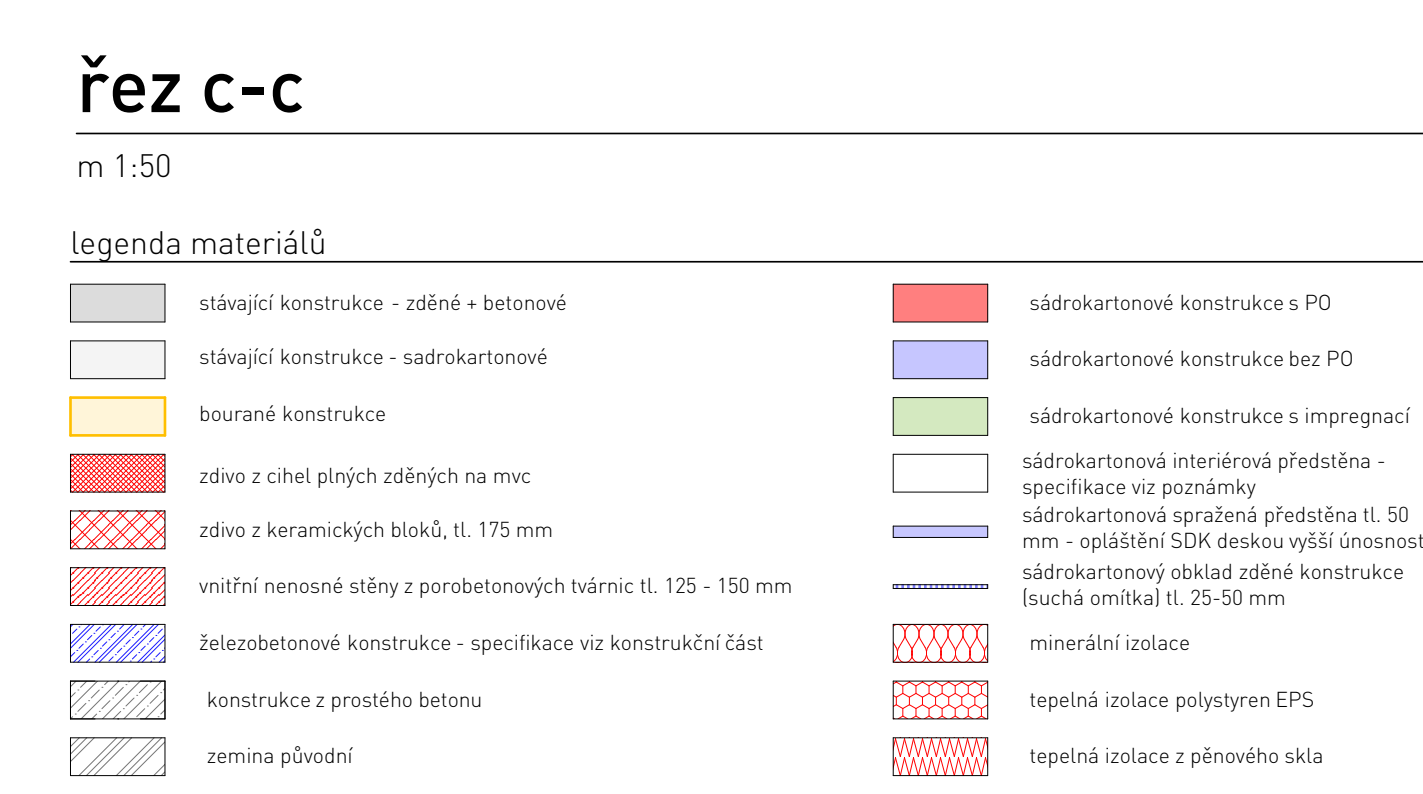 řez c-c
m 1:50
legenda materiálů
stávající konstrukce - zděné + betonové
stávající konstrukce - sadrokartonové
bourané konstrukce
zdivo z cihel plných zděných na mvc
zdivo z keramických bloků, tl. 175 mm
vnitřní nenosné stěny z porobetonových tvárnic tl. 125 - 150 mm
železobetonové konstrukce - specifikace viz konstrukční část
konstrukce z prostého betonu
zemina původní
sádrokartonové konstrukce s PO
sádrokartonové konstrukce bez PO
sádrokartonové konstrukce s impregnací
sádrokartonová interiérová předstěna -
specifikace viz poznámky
sádrokartonová spražená předstěna tl. 50
mm - opláštění SDK deskou vyšší únosnost
sádrokartonový obklad zděné konstrukce
(suchá omítka) tl. 25-50 mm
minerální izolace
tepelná izolace polystyren EPS
tepelná izolace z pěnového skla